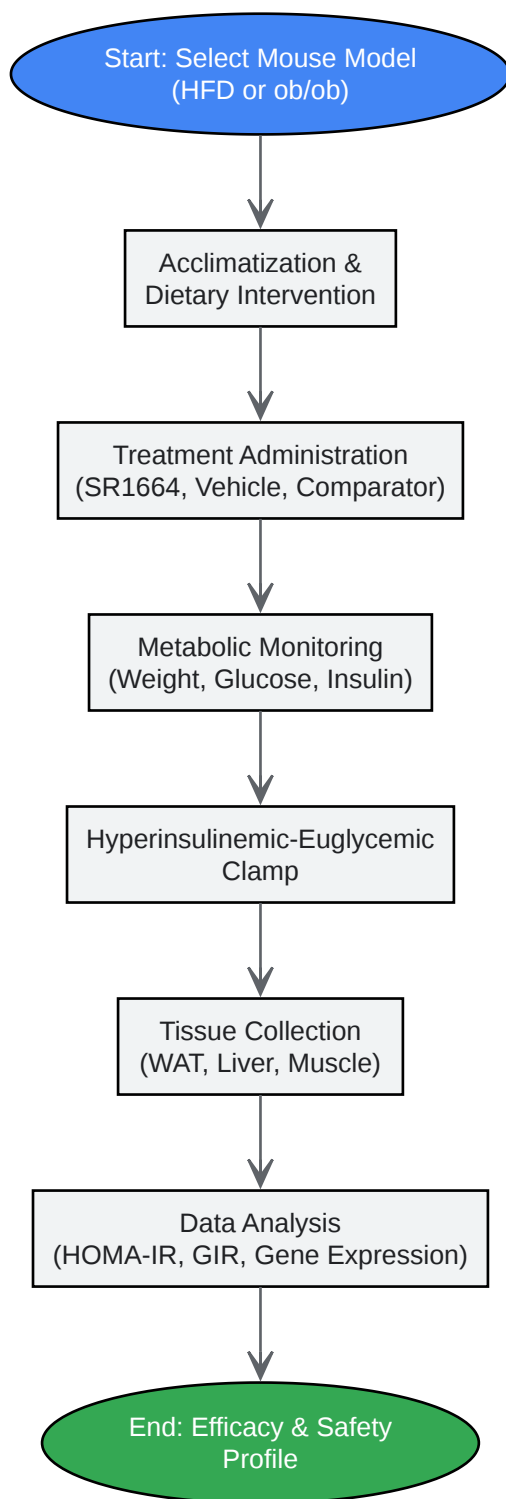 Start: Select Mouse Model
(HFD or ob/ob)
Acclimatization &
Dietary Intervention
Treatment Administration
(SR1664, Vehicle, Comparator)
Metabolic Monitoring
(Weight, Glucose, Insulin)
Hyperinsulinemic-Euglycemic
Clamp
Tissue Collection
(WAT, Liver, Muscle)
Data Analysis
(HOMA-IR, GIR, Gene Expression)
End: Efficacy & Safety
Profile